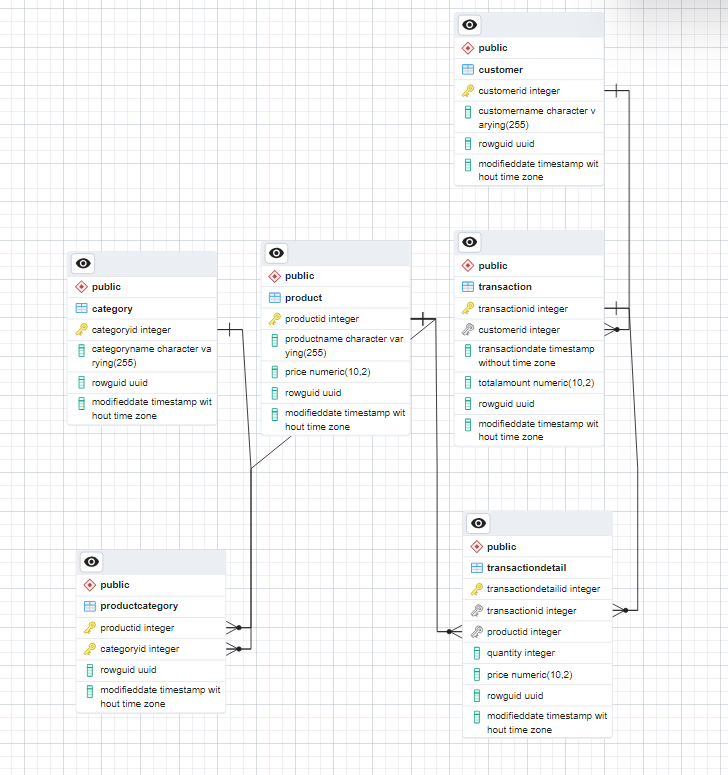 public
customer
customerid integer
customername character v
arying(255)
rowguid uuid
modifieddate timestamp wit
hout time zone
public
category
categoryid integer
categoryname character va
rying(255)
rowguid uuid
modifieddate timestamp wit
hout time zone
public
product
productid integer
productname character var
ying(255)
price numeric(10,2)
rowguid uuid
modifieddate timestamp wit
hout time zone
public
transaction
transactionid integer
customerid integer
transactiondate timestamp
without time zone
totalamount numeric(10,2)
rowguid uuid
modifieddate timestamp wit
hout time zone
public
productcategory
productid integer
categoryid integer
rowguid uuid
modifieddate timestamp wit
hout time zone
public
transactiondetail
transactiondetailid integer
transactionid integer
productid integer
quantity integer
price numeric(10,2)
rowguid uuid
modifieddate timestamp wit
hout time zone